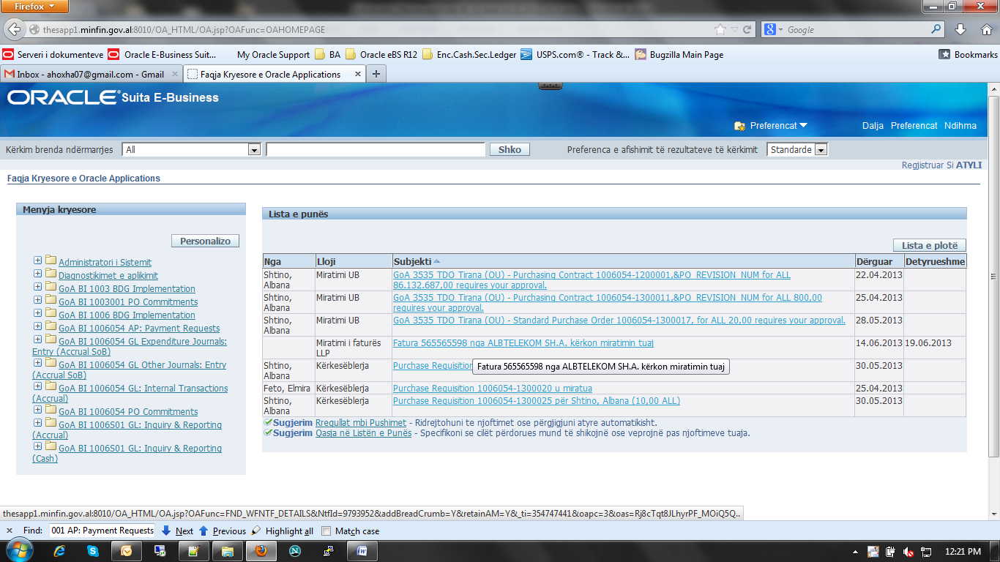 Firefox
thesapp1.minfin.gov.al:8010/OA_HTML/OA.jsp?OAFunc=OAHOMEPAGE
Google
Serveri i dokumenteve
Oracle E-Business Suit...
My Oracle Support
BA
Oracle eBS R12
Enc.Cash.Sec.Ledger
USPS.com® - Track &...
Bugzilla Main Page
Bookmarks
Inbox - ahoxha07@gmail.com - Gmail
Faqja Kryesore e Oracle Applications
ORACLE® Suita E-Business
Preferencat
Dalja Preferencat Ndihma
Kërkim brenda ndërmarrjes
All
Shko
Preferenca e afishimit të rezultateve të kërkimit
Standarde
Regjistruar Si ATYLI
Faqja Kryesore e Oracle Applications
Menyja kryesore
Personalizo
Administratori i Sistemit
Diagnostikimet e aplikimit
GoA BI 1003 BDG Implementation
GoA BI 1003001 PO Commitments
GoA BI 1006 BDG Implementation
GoA BI 1006054 AP: Payment Requests
GoA BI 1006054 GL Expenditure Journals:
Entry (Accrual SoB)
GoA BI 1006054 GL Other Journals: Entry
(Accrual SoB)
GoA BI 1006054 GL: Internal Transactions
(Accrual)
GoA BI 1006054 PO Commitments
GoA BI 1006S01 GL: Inquiry & Reporting
(Accrual)
GoA BI 1006S01 GL: Inquiry & Reporting
(Cash)
Lista e punës
Lista e plotë
Nga Lloji Subjekti Dërguar Detyrueshme
Shtino, Miratimi UB GoA 3535 TDO Tirana (OU) - Purchasing Contract 1006054-1200001,&PO_REVISION_NUM for ALL 22.04.2013
Albana 86.132.687,00 requires your approval.
Shtino, Miratimi UB GoA 3535 TDO Tirana (OU) - Purchasing Contract 1006054-1300011,&PO_REVISION_NUM for ALL 800,00 25.04.2013
Albana requires your approval.
Shtino, Miratimi UB GoA 3535 TDO Tirana (OU) - Standard Purchase Order 1006054-1300017, for ALL 20,00 requires your approval. 28.05.2013
Albana
Miratimi i faturës Fatura 565565598 nga ALBTELEKOM SH.A. kërkon miratimin tuaj 14.06.2013 19.06.2013
LLP
Shtino, Kërkesëblerja Purchase Requisition 30.05.2013
Albana
Fatura 565565598 nga ALBTELEKOM SH.A. kërkon miratimin tuaj
Feto, Elmira Kërkesëblerja Purchase Requisition 1006054-1300020 u miratua 25.04.2013
Shtino, Kërkesëblerja Purchase Requisition 1006054-1300025 për Shtino, Albana (10,00 ALL) 30.05.2013
Albana
Sugjerim Rregullat mbi Pushimet - Ridrejtohuni te njoftimet ose përgjigjuni atyre automatikisht.
Sugjerim Qasja në Listën e Punës - Specifikoni se cilët përdorues mund të shikojnë ose veprojnë pas njoftimeve tuaja.
thesapp1.minfin.gov.al:8010/OA_HTML/OA.jsp?OAFunc=FND_WFNTF_DETAILS&NtfId=9793952&addBreadCrumb=Y&retainAM=Y&_ti=354747441&oapc=3&oas=Rj8cTqt8JLhyrPF_MOiQ5Q..
Find: 001 AP: Payment Requests Next Previous Highlight all Match case
12:21 PM